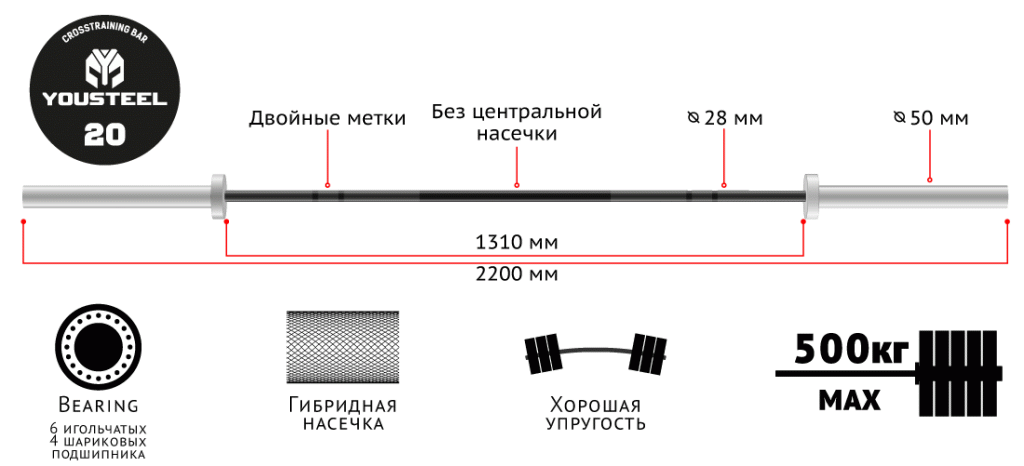 CROSSTRAINING BAR
YOUSTEEL
20
Двойные метки
Без центральной
насечки
⌀ 28 мм
⌀ 50 мм
1310 мм
2200 мм
BEARING
6 игольчатых
4 шариковых
подшипника
ГИБРИДНАЯ
НАСЕЧКА
ХОРОШАЯ
УПРУГОСТЬ
500кг
MAX